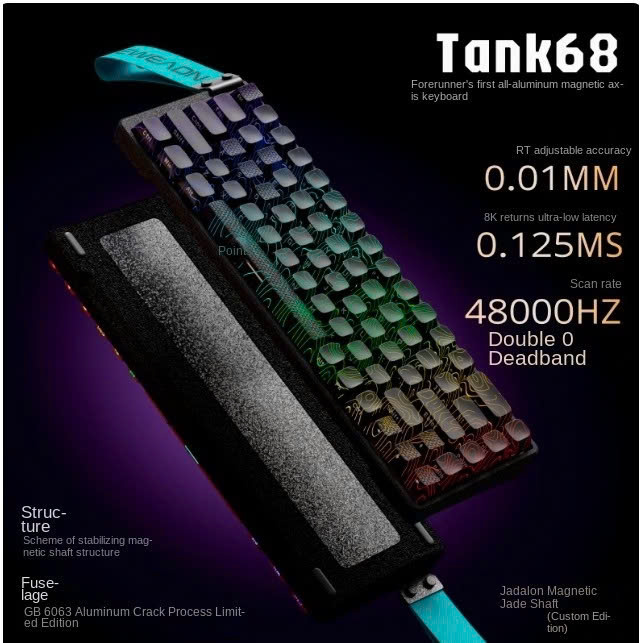 Tank68
Forerunner's first all-aluminum magnetic ax-
is keyboard
RT adjustable accuracy
0.01MM
8K returns ultra-low latency
0.125MS
Scan rate
48000HZ
Double 0
Deadband
Struc-
ture
Scheme of stabilizing mag-
netic shaft structure
Fuse-
lage
GB 6063 Aluminum Crack Process Limit-
ed Edition
Jadalon Magnetic
Jade Shaft
(Custom Edi-
tion)